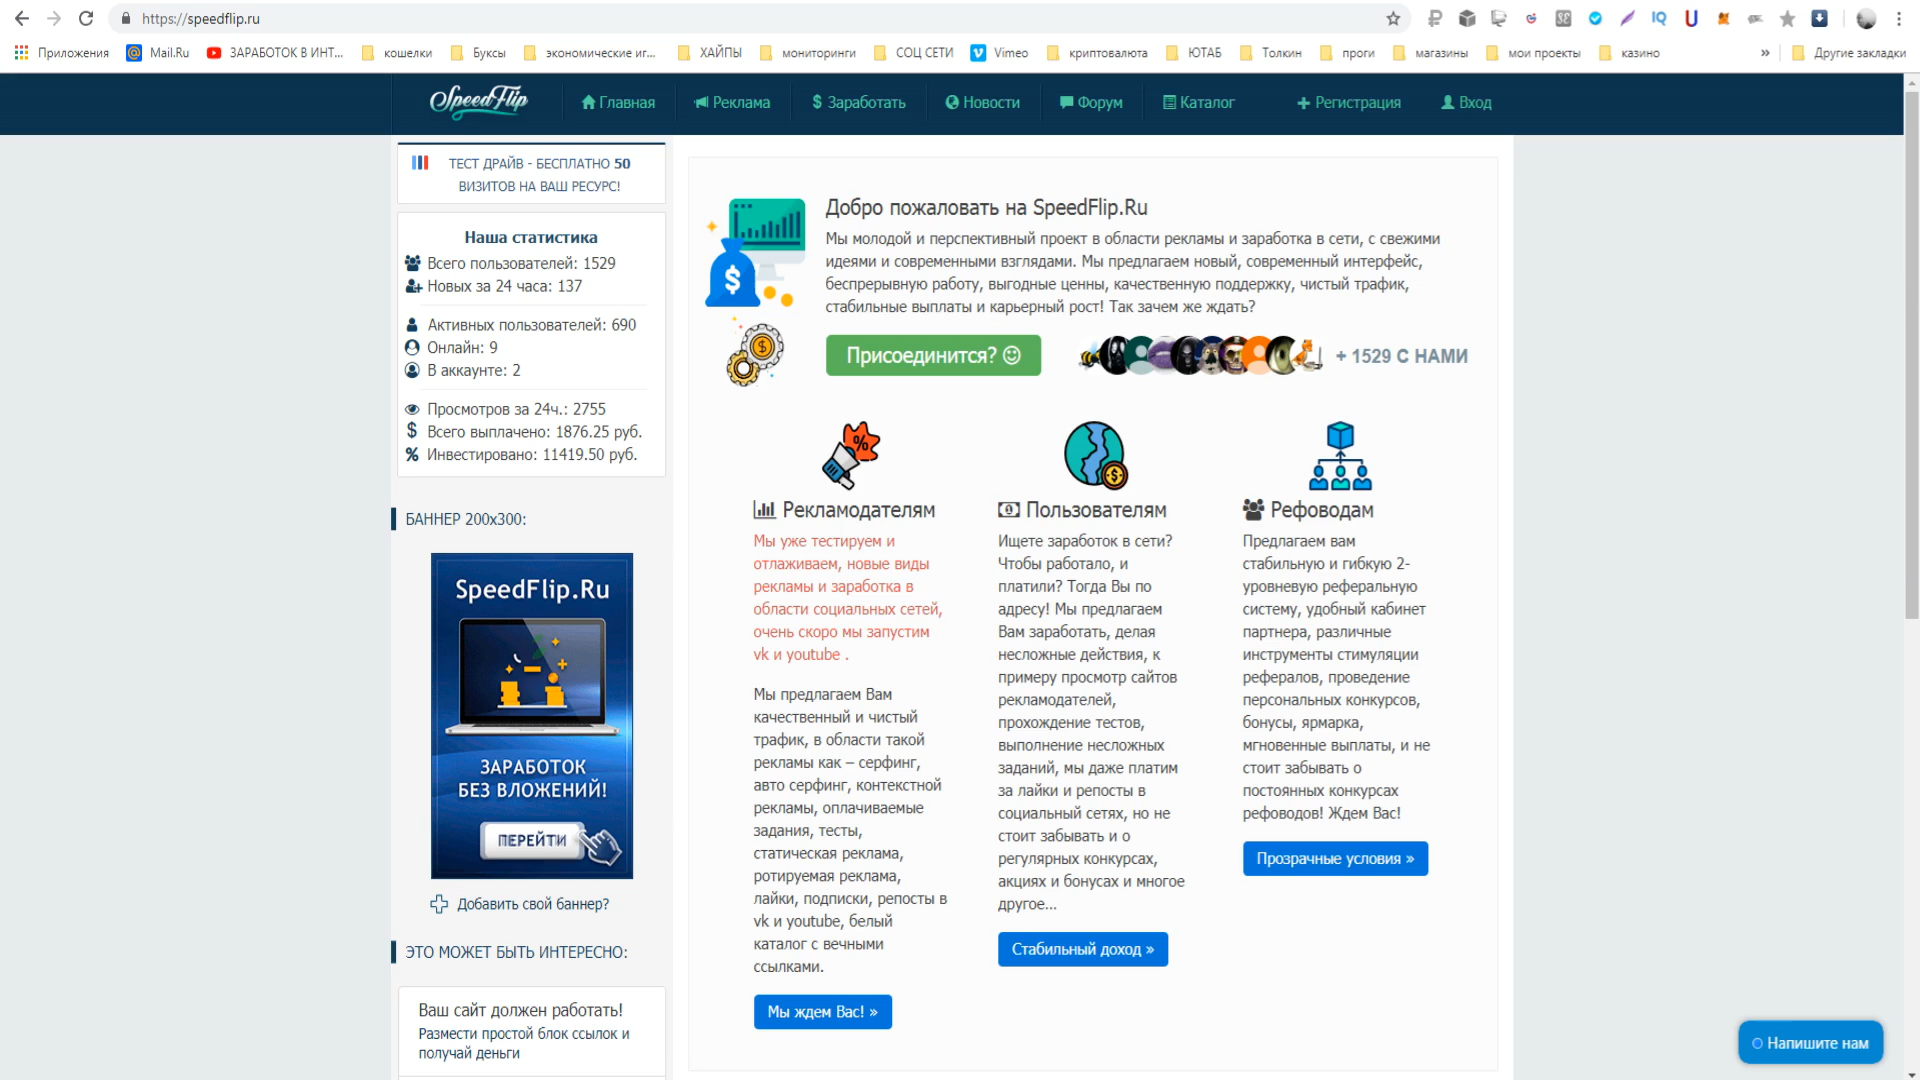 https://speedflip.ru
Приложения
Mail.Ru
ЗАРАБОТОК В ИНТ...
кошелки
Буксы
экономические иг...
ХАЙПЫ
мониторинги
СОЦ СЕТИ
Vimeo
криптовалюта
ЮТАБ
Толкин
проги
магазины
мои проекты
казино
»
Другие закладки
SpeedFlip
Главная
Реклама
Заработать
Новости
Форум
Каталог
Регистрация
Вход
ТЕСТ ДРАЙВ - БЕСПЛАТНО 50
ВИЗИТОВ НА ВАШ РЕСУРС!
Наша статистика
Всего пользователей: 1529
Новых за 24 часа: 137
Активных пользователей: 690
Онлайн: 9
В аккаунте: 2
Просмотров за 24ч.: 2755
Всего выплачено: 1876.25 руб.
Инвестировано: 11419.50 руб.
БАННЕР 200x300:
SpeedFlip.Ru
ЗАРАБОТОК
БЕЗ ВЛОЖЕНИЙ!
ПЕРЕЙТИ
Добавить свой баннер?
ЭТО МОЖЕТ БЫТЬ ИНТЕРЕСНО:
Ваш сайт должен работать!
Размести простой блок ссылок и
получай деньги
Добро пожаловать на SpeedFlip.Ru
Мы молодой и перспективный проект в области рекламы и заработка в сети, с свежими
идеями и современными взглядами. Мы предлагаем новый, современный интерфейс,
беспрерывную работу, выгодные ценны, качественную поддержку, чистый трафик,
стабильные выплаты и карьерный рост! Так зачем же ждать?
Присоединится?
+ 1529 С НАМИ
Рекламодателям
Мы уже тестируем и
отлаживаем, новые виды
рекламы и заработка в
области социальных сетей,
очень скоро мы запустим
vk и youtube .
Мы предлагаем Вам
качественный и чистый
трафик, в области такой
рекламы как – серфинг,
авто серфинг, контекстной
рекламы, оплачиваемые
задания, тесты,
статическая реклама,
ротируемая реклама,
лайки, подписки, репосты в
vk и youtube, белый
каталог с вечными
ссылками.
Мы ждем Вас! »
Пользователям
Ищете заработок в сети?
Чтобы работало, и
платили? Тогда Вы по
адресу! Мы предлагаем
Вам заработать, делая
несложные действия, к
примеру просмотр сайтов
рекламодателей,
прохождение тестов,
выполнение несложных
заданий, мы даже платим
за лайки и репосты в
социальный сетях, но не
стоит забывать и о
регулярных конкурсах,
акциях и бонусах и многое
другое...
Стабильный доход »
Рефоводам
Предлагаем вам
стабильную и гибкую 2-
уровневую реферальную
систему, удобный кабинет
партнера, различные
инструменты стимуляции
рефералов, проведение
персональных конкурсов,
бонусы, ярмарка,
мгновенные выплаты, и не
стоит забывать о
постоянных конкурсах
рефоводов! Ждем Вас!
Прозрачные условия »
Напишите нам